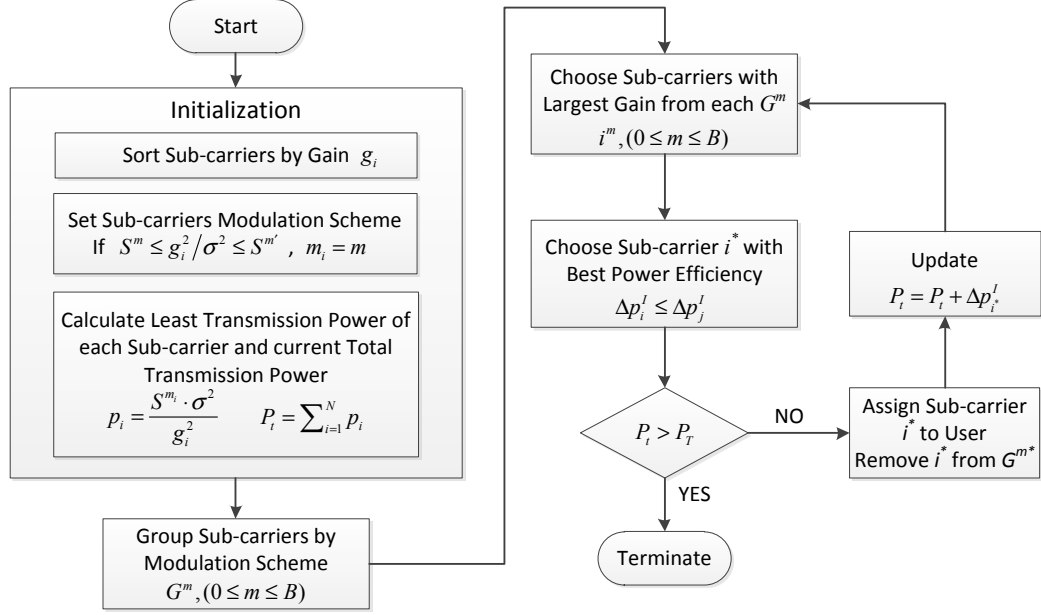 Start
Initialization
Sort Sub-carriers by Gain g_i
Set Sub-carriers Modulation Scheme
If S^m ≤ g_i^2/σ^2 ≤ S^{m'} , m_i = m
Calculate Least Transmission Power of
each Sub-carrier and current Total
Transmission Power
p_i = \frac{S^{m_i} · σ^2}{g_i^2} P_t = ∑_{i=1}^N p_i
Group Sub-carriers by
Modulation Scheme
G^m, (0 ≤ m ≤ B)
Choose Sub-carriers with
Largest Gain from each G^m
i^m, (0 ≤ m ≤ B)
Choose Sub-carrier i^* with
Best Power Efficiency
Δp_i^I ≤ Δp_j^I
P_t > P_T
NO
YES
Terminate
Assign Sub-carrier
i^* to User
Remove i^* from G^{m*}
Update
P_t = P_t + Δp_{i^*}^I